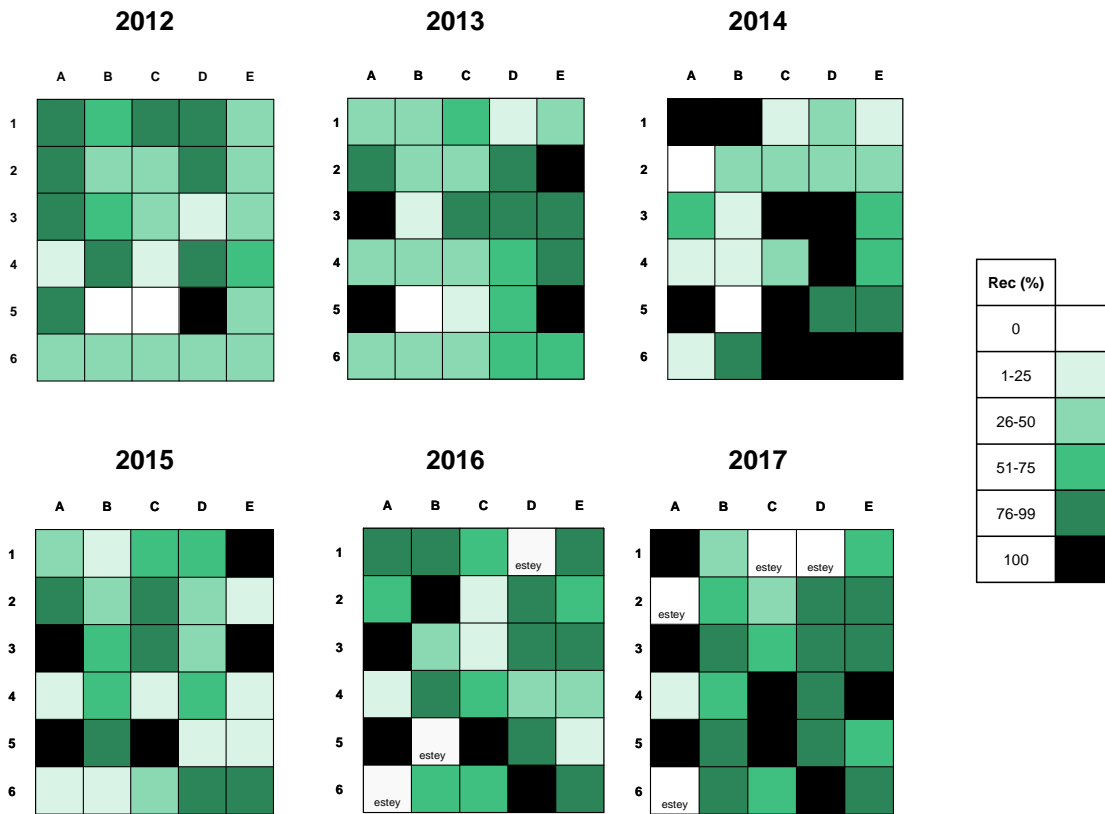 2012 2013 2014
A B C D E A B C D E A B C D E
1 1 1
2 2 2
3 3 3
4 4 4
5 5 5
6 6 6
Rec (%)
0
1-25
26-50
51-75
76-99
100
2015 2016 2017
A B C D E A B C D E A B C D E
1 1 estey 1 estey estey
2 2 2 estey
3 3 3
4 4 4
5 5 estey 5
6 6 estey 6 estey